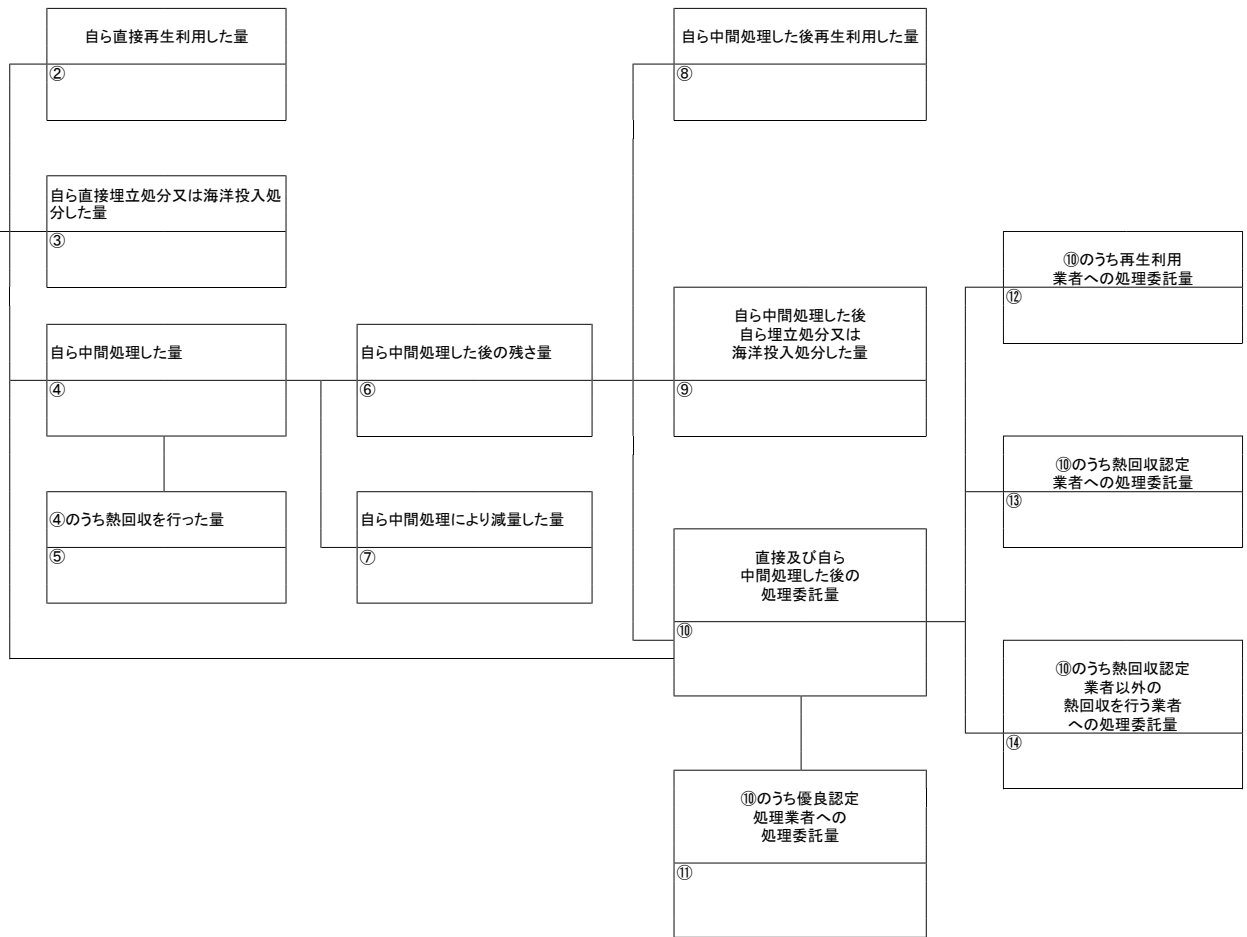 自ら直接再生利用した量
②
自ら直接埋立処分又は海洋投入処
分した量
③
自ら中間処理した量
④
④のうち熱回収を行った量
⑤
自ら中間処理した後の残さ量
⑥
自ら中間処理により減量した量
⑦
自ら中間処理した後再生利用した量
⑧
自ら中間処理した後
自ら埋立処分又は
海洋投入処分した量
⑨
直接及び自ら
中間処理した後の
処理委託量
⑩
⑩のうち優良認定
処理業者への
処理委託量
⑪
⑩のうち再生利用
業者への処理委託量
⑫
⑩のうち熱回収認定
業者への処理委託量
⑬
⑩のうち熱回収認定
業者以外の
熱回収を行う業者
への処理委託量
⑭